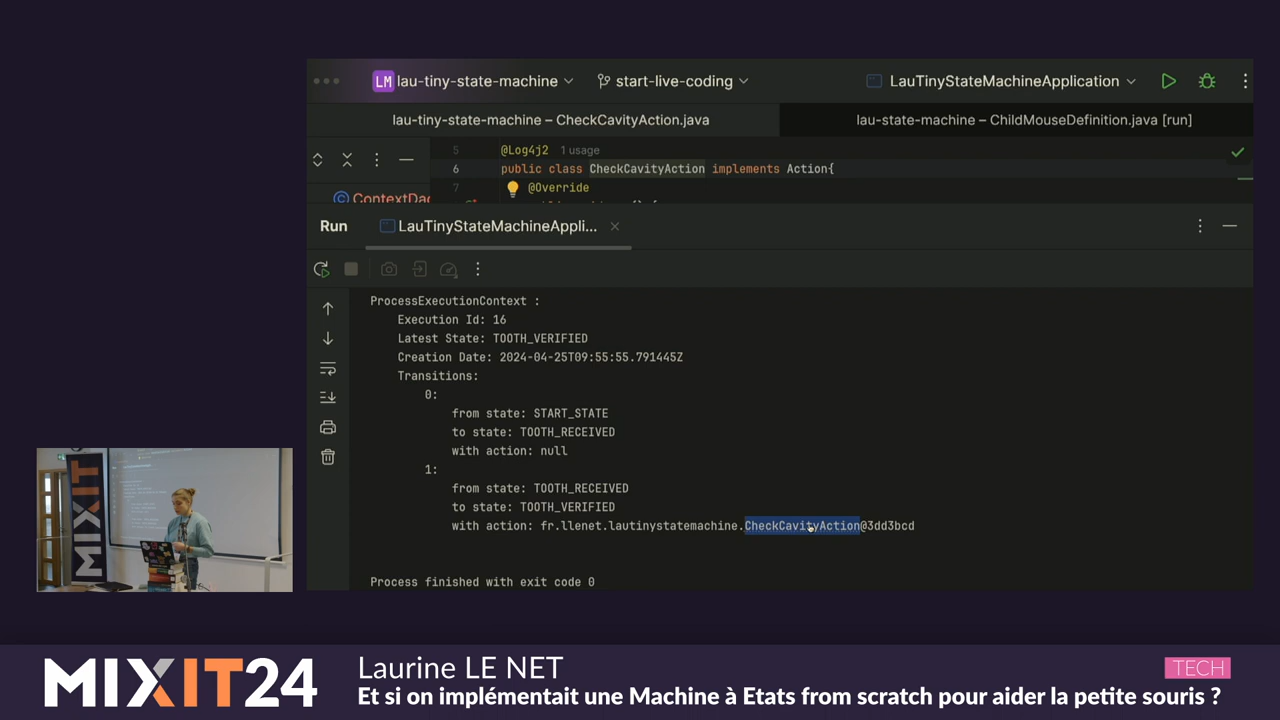 LM lau-tiny-state-machine start-live-coding LauTinyStateMachineApplication
lau-tiny-state-machine – CheckCavityAction.java lau-state-machine – ChildMouseDefinition.java [run]
5 @Log4j2 1 usage
6 public class CheckCavityAction implements Action{
7 @Override
Run LauTinyStateMachineAppli...
ProcessExecutionContext :
Execution Id: 16
Latest State: TOOTH_VERIFIED
Creation Date: 2024-04-25T09:55:55.791445Z
Transitions:
0:
from state: START_STATE
to state: TOOTH_RECEIVED
with action: null
1:
from state: TOOTH_RECEIVED
to state: TOOTH_VERIFIED
with action: fr.llenet.lautinystatemachine.CheckCavityAction@3dd3bcd
Process finished with exit code 0
MIXIT
MIXIT24
Laurine LE NET
TECH
Et si on implémentait une Machine à Etats from scratch pour aider la petite souris ?